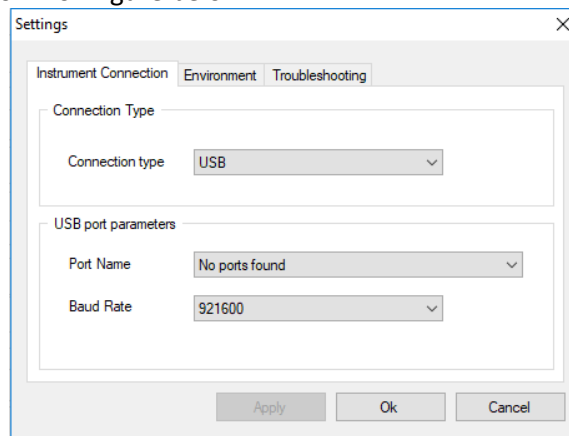 Settings
Instrument Connection Environment Troubleshooting
Connection Type
Connection type USB
USB port parameters
Port Name No ports found
Baud Rate 921600
Apply Ok Cancel